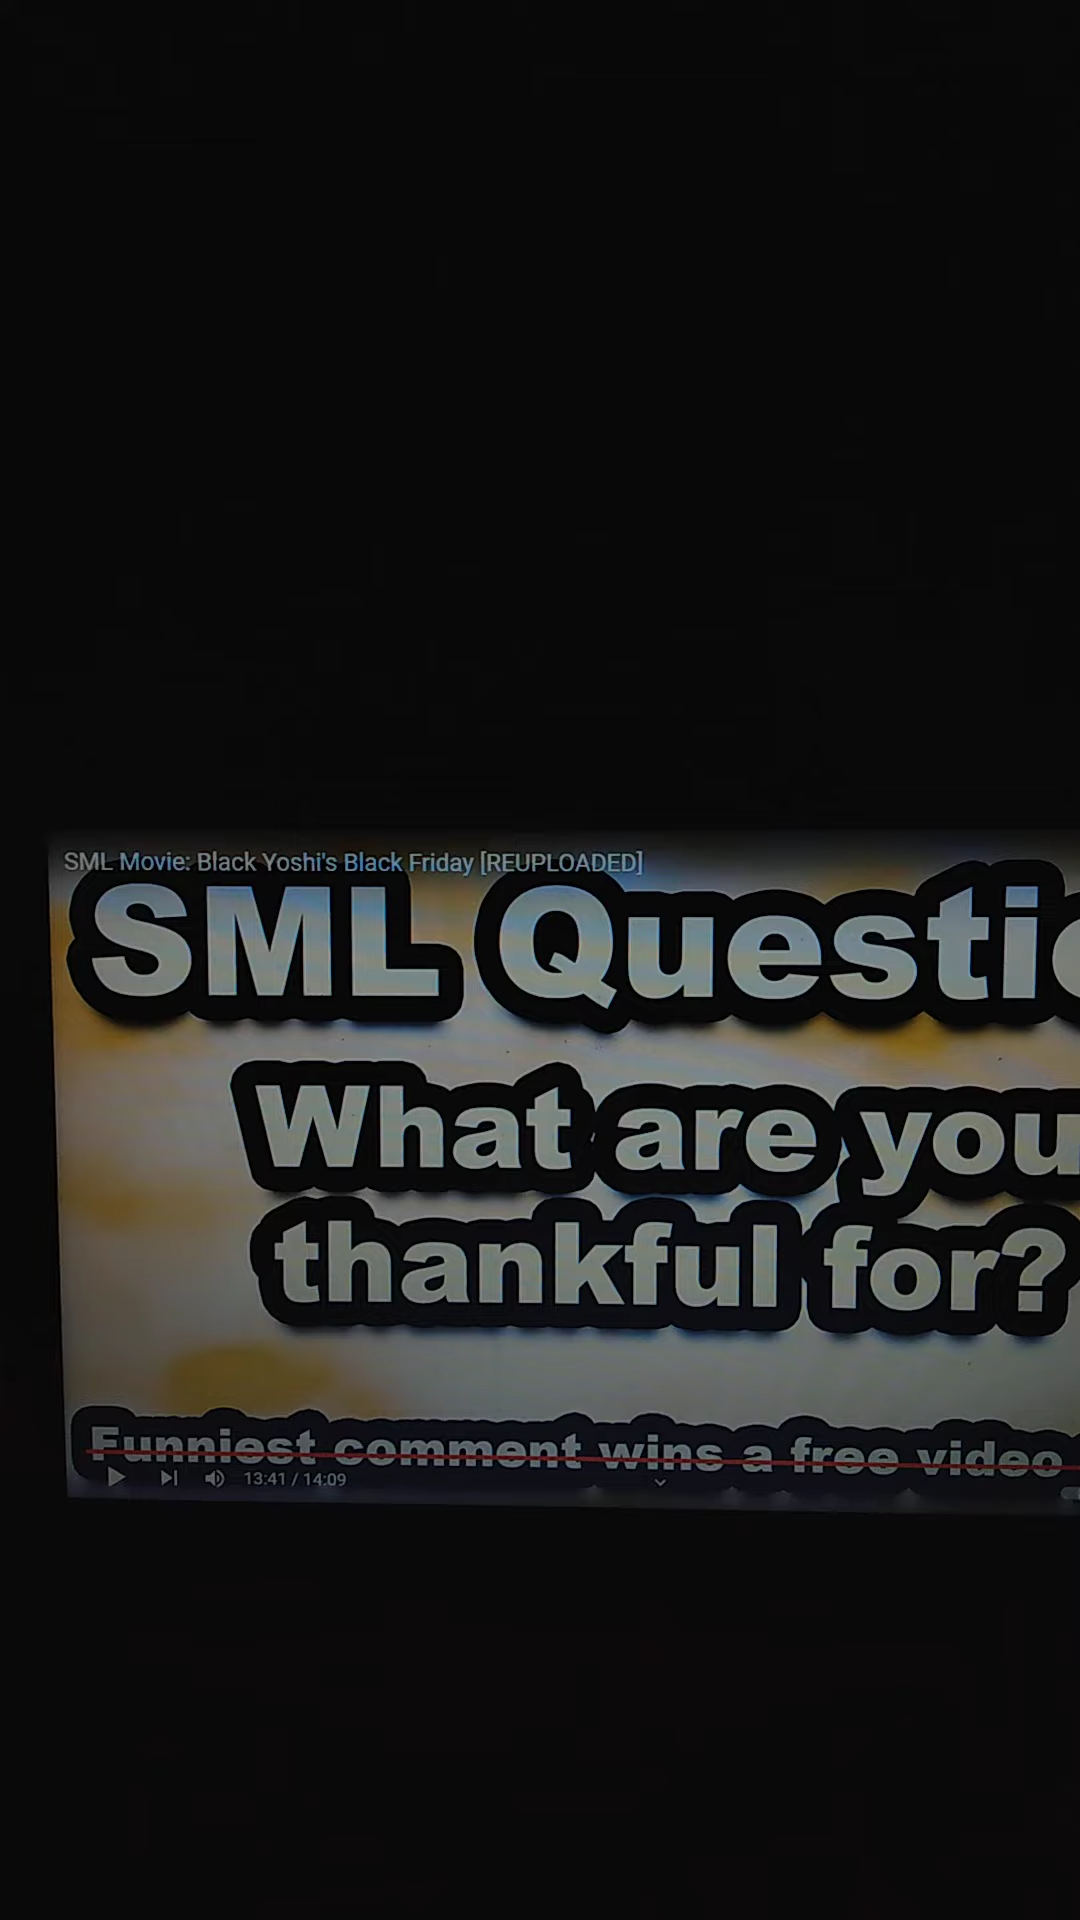 SML Movie: Black Yoshi's Black Friday [REUPLOADED]
SML
What are you
thankful for?
Funniest comment wins a free video
13:41 / 14:09